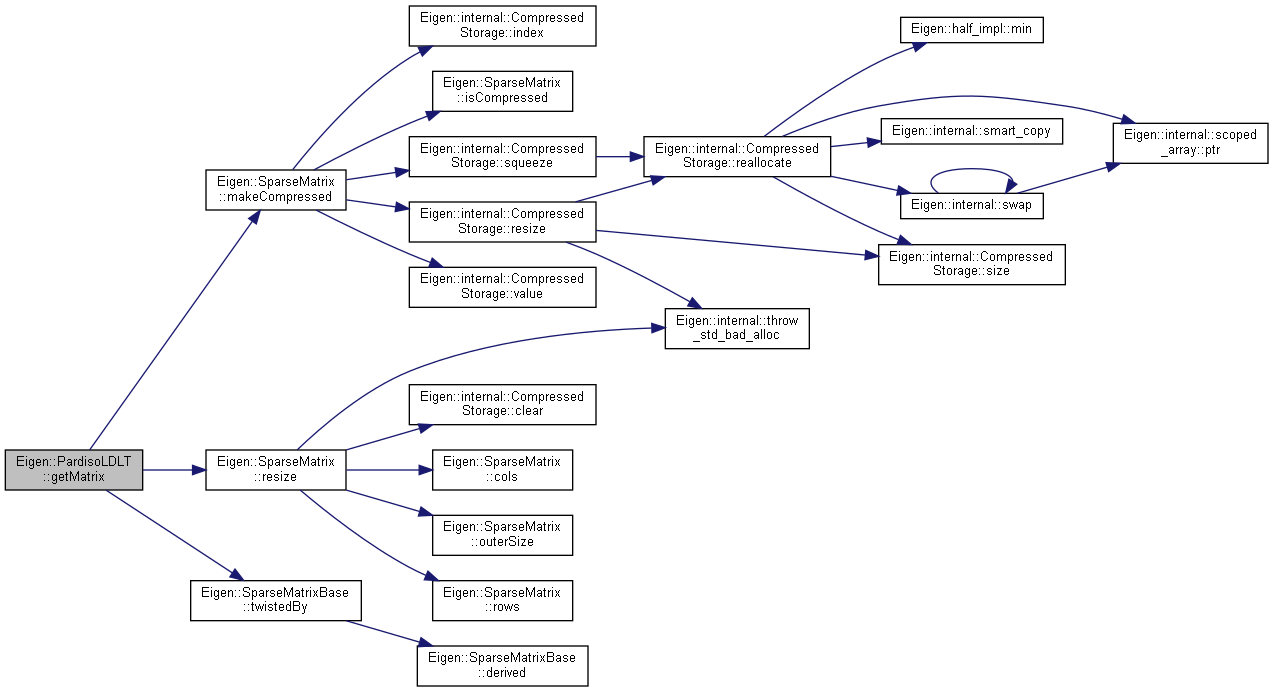 Eigen::internal::Compressed
Storage::index
Eigen::half_impl::min
Eigen::SparseMatrix
::isCompressed
Eigen::internal::smart_copy
Eigen::internal::scoped
_array::ptr
Eigen::internal::Compressed
Storage::squeeze
Eigen::internal::Compressed
Storage::reallocate
Eigen::SparseMatrix
::makeCompressed
Eigen::internal::swap
Eigen::internal::Compressed
Storage::resize
Eigen::internal::Compressed
Storage::size
Eigen::internal::Compressed
Storage::value
Eigen::internal::throw
_std_bad_alloc
Eigen::internal::Compressed
Storage::clear
Eigen::PardisoLDLT
::getMatrix
Eigen::SparseMatrix
::resize
Eigen::SparseMatrix
::cols
Eigen::SparseMatrix
::outerSize
Eigen::SparseMatrixBase
::twistedBy
Eigen::SparseMatrix
::rows
Eigen::SparseMatrixBase
::derived